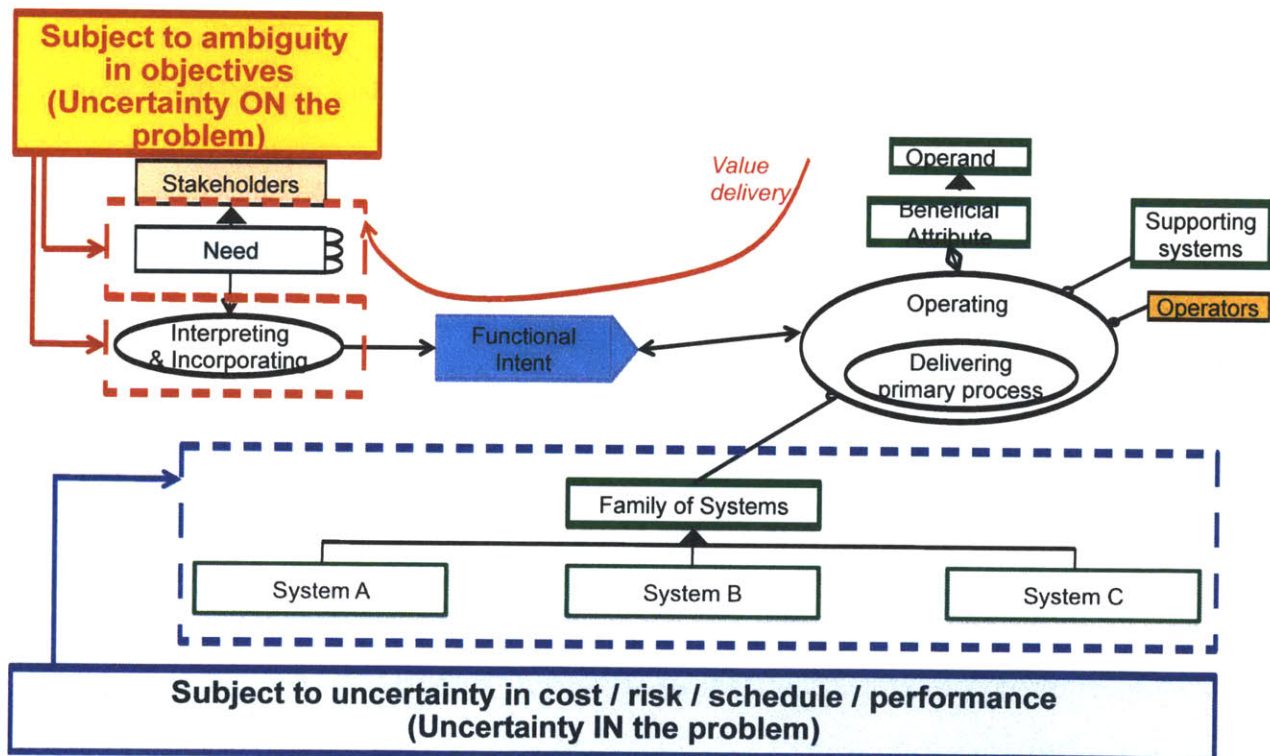 Subject to ambiguity
in objectives
(Uncertainty ON the
problem)
Stakeholders
Need
Interpreting
& Incorporating
Value
delivery
Functional
Intent
Operand
Beneficial
Attribute
Supporting
systems
Operating
Operators
Delivering
primary process
Family of Systems
System A
System B
System C
Subject to uncertainty in cost / risk / schedule / performance
(Uncertainty IN the problem)